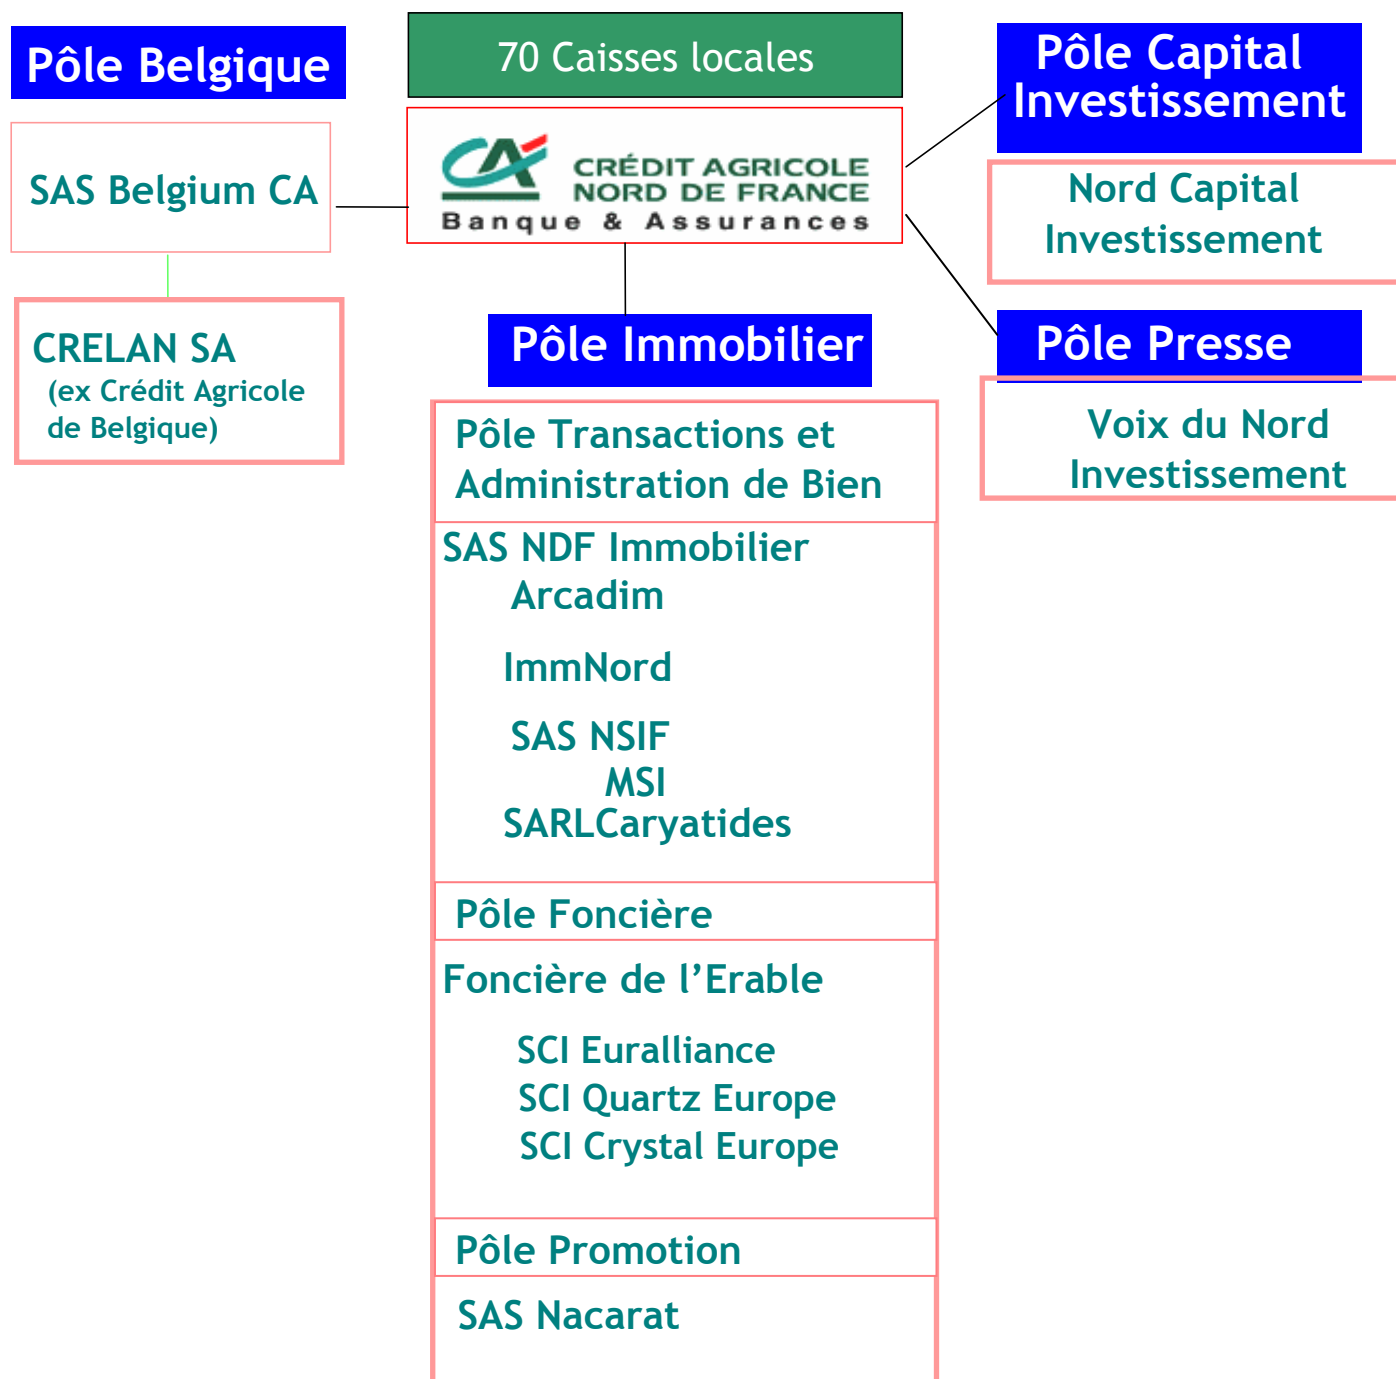 Pôle Belgique
SAS Belgium CA
CRELAN SA
(ex Crédit Agricole
de Belgique)
70 Caisses locales
CA
CRÉDIT AGRICOLE
NORD DE FRANCE
Banque & Assurances
Pôle Capital
Investissement
Nord Capital
Investissement
Pôle Presse
Voix du Nord
Investissement
Pôle Immobilier
Pôle Transactions et
Administration de Bien
SAS NDF Immobilier
Arcadim
ImmNord
SAS NSIF
MSI
SARLCaryatides
Pôle Foncière
Foncière de l’Erable
SCI Euralliance
SCI Quartz Europe
SCI Crystal Europe
Pôle Promotion
SAS Nacarat